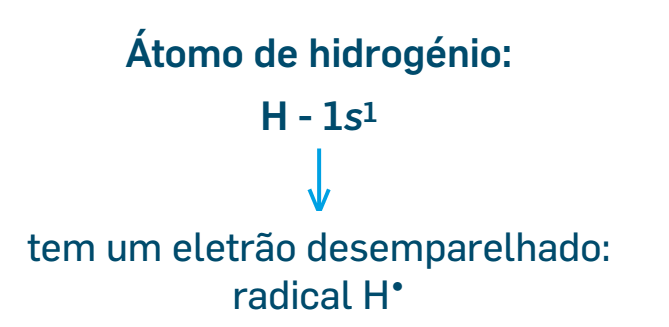 Átomo de hidrogénio:
H - 1s¹
tem um eletrão desemparelhado:
radical H•